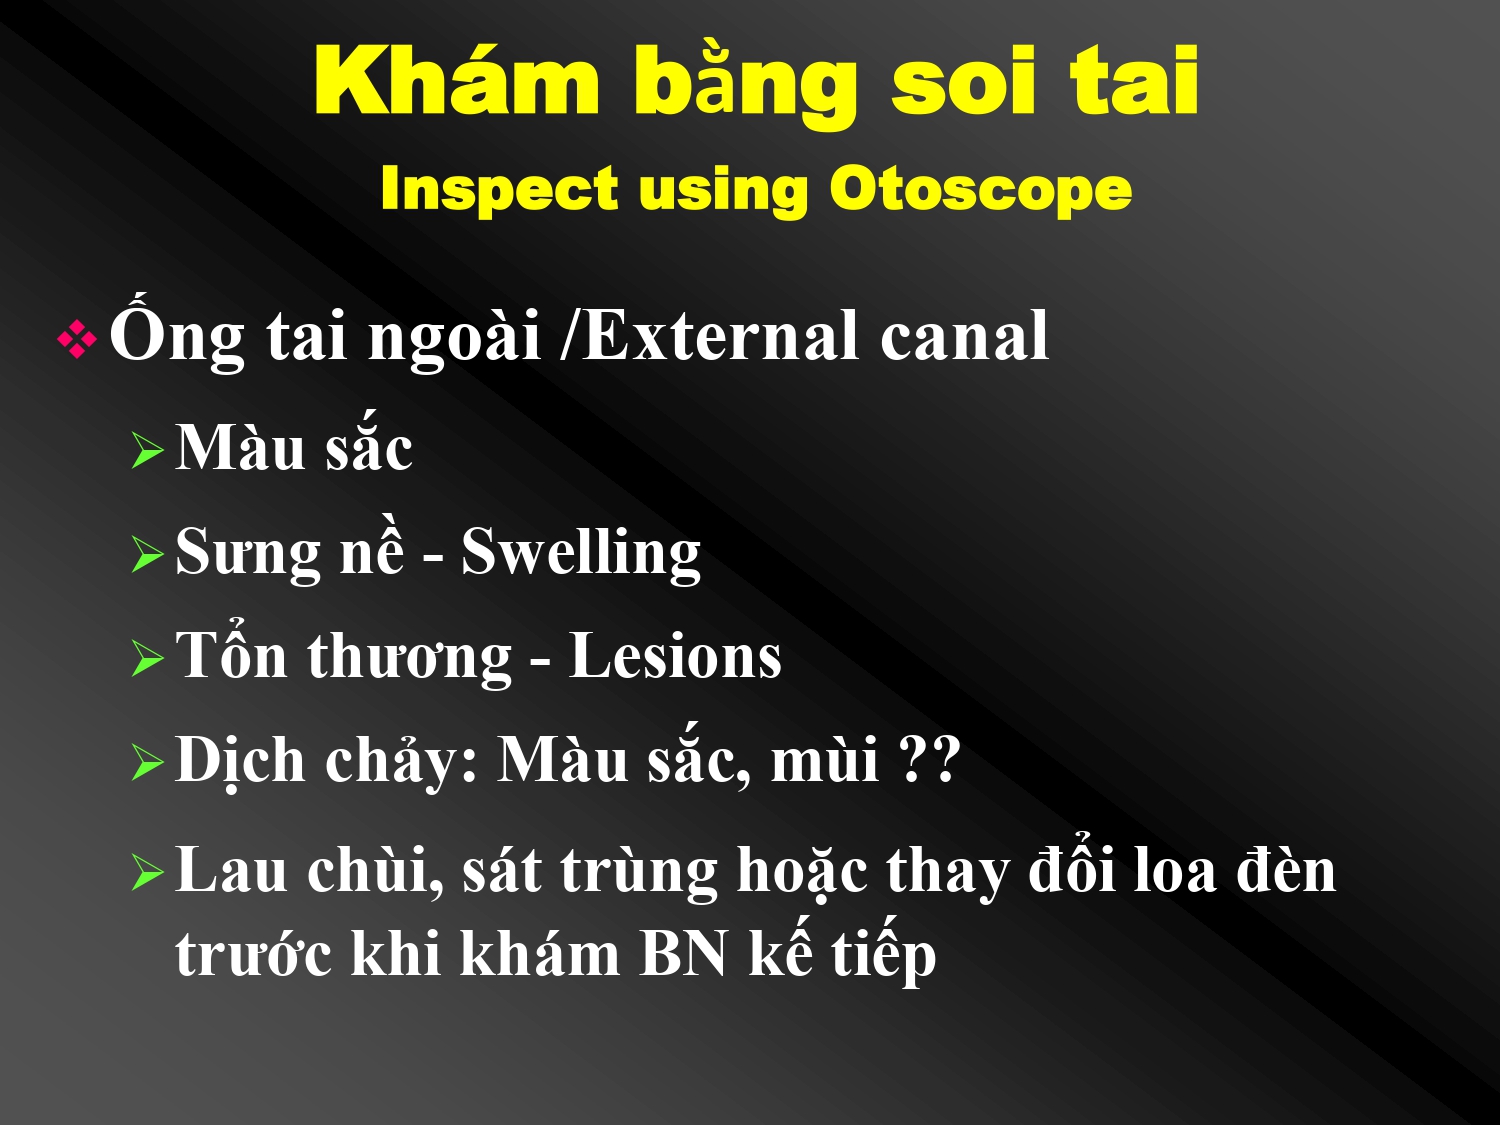 Khám bằng soi tai
Inspect using Otoscope
Ống tai ngoài /External canal
Màu sắc
Sưng nề - Swelling
Tổn thương - Lesions
Dịch chảy: Màu sắc, mùi ??
Lau chùi, sát trùng hoặc thay đổi loa đèn
trước khi khám BN kế tiếp